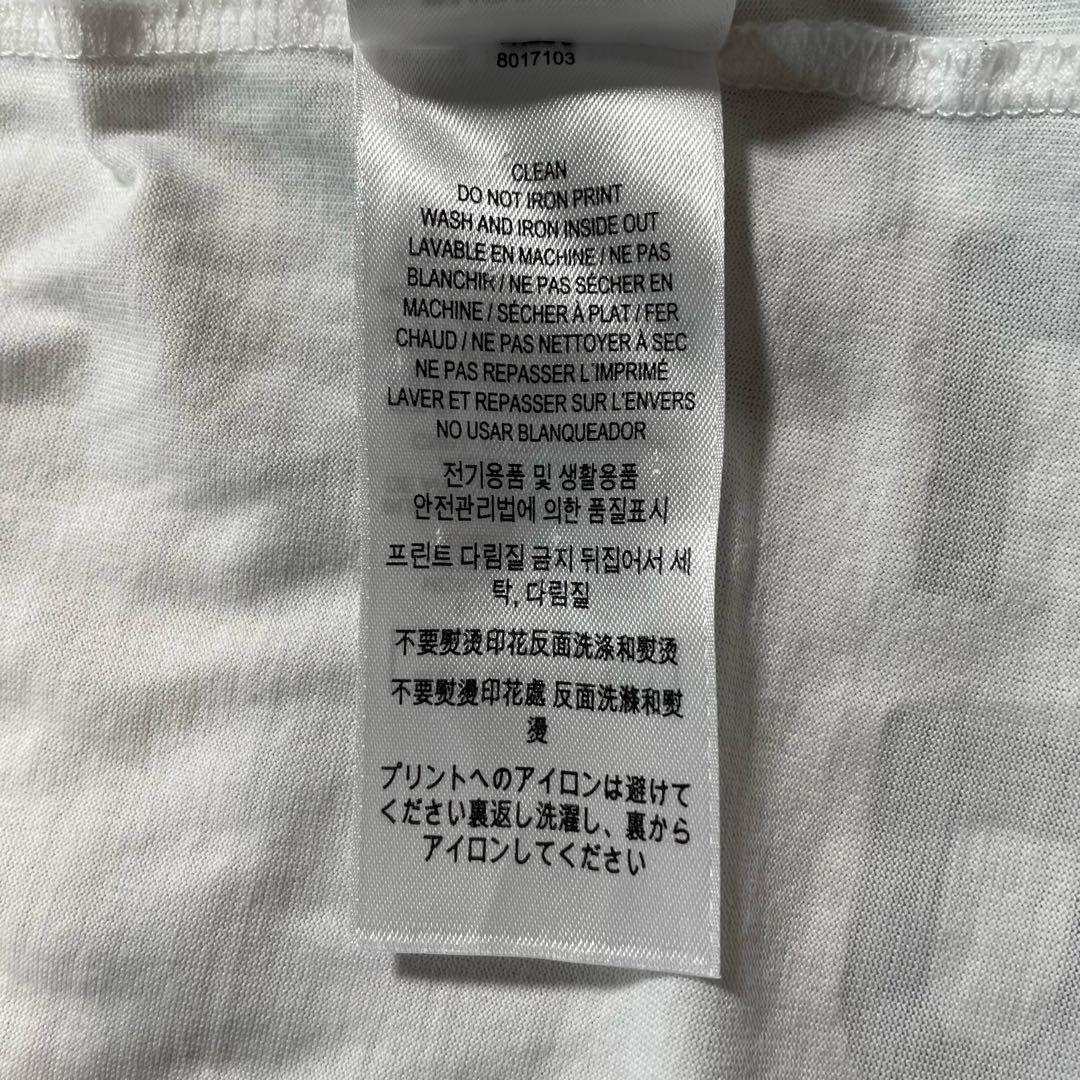 8017103
CLEAN
DO NOT IRON PRINT
WASH AND IRON INSIDE OUT
LAVABLE EN MACHINE / NE PAS
BLANCHIR / NE PAS SÉCHER EN
MACHINE / SÉCHER À PLAT / FER
CHAUD / NE PAS NETTOYER À SEC
NE PAS REPASSER L'IMPRIMÉ
LAVER ET REPASSER SUR L'ENVERS
NO USAR BLANQUEADOR
전기용품 및 생활용품
안전관리법에 의한 품질표시
프린트 다림질 금지 뒤집어서 세
탁, 다림질
不要熨烫印花反面洗涤和熨烫
不要熨燙印花處 反面洗滌和熨
燙
プリントへのアイロンは避けて
ください裏返し洗濯し、裏から
アイロンしてください